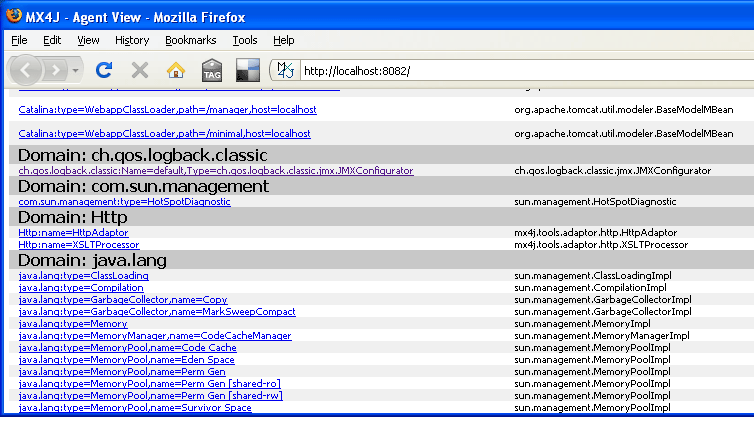 MX4J - Agent View - Mozilla Firefox
File Edit View History Bookmarks Tools Help
TAG M4J http://localhost:8082/
Catalina:type=WebappClassLoader,path=/manager,host=localhost org.apache.tomcat.util.modeler.BaseModelMBean
Catalina:type=WebappClassLoader,path=/minimal,host=localhost org.apache.tomcat.util.modeler.BaseModelMBean
Domain: ch.qos.logback.classic
ch.qos.logback.classic:Name=default,Type=ch.qos.logback.classic.jmx.JMXConfigurator ch.qos.logback.classic.jmx.JMXConfigurator
Domain: com.sun.management
com.sun.management:type=HotSpotDiagnostic sun.management.HotSpotDiagnostic
Domain: Http
Http:name=HttpAdaptor mx4j.tools.adaptor.http.HttpAdaptor
Http:name=XSLTProcessor mx4j.tools.adaptor.http.XSLTProcessor
Domain: java.lang
java.lang:type=ClassLoading sun.management.ClassLoadingImpl
java.lang:type=Compilation sun.management.CompilationImpl
java.lang:type=GarbageCollector,name=Copy sun.management.GarbageCollectorImpl
java.lang:type=GarbageCollector,name=MarkSweepCompact sun.management.GarbageCollectorImpl
java.lang:type=Memory sun.management.MemoryImpl
java.lang:type=MemoryManager,name=CodeCacheManager sun.management.MemoryManagerImpl
java.lang:type=MemoryPool,name=Code Cache sun.management.MemoryPoolImpl
java.lang:type=MemoryPool,name=Eden Space sun.management.MemoryPoolImpl
java.lang:type=MemoryPool,name=Perm Gen sun.management.MemoryPoolImpl
java.lang:type=MemoryPool,name=Perm Gen [shared-ro] sun.management.MemoryPoolImpl
java.lang:type=MemoryPool,name=Perm Gen [shared-rw] sun.management.MemoryPoolImpl
java.lang:type=MemoryPool,name=Survivor Space sun.management.MemoryPoolImpl